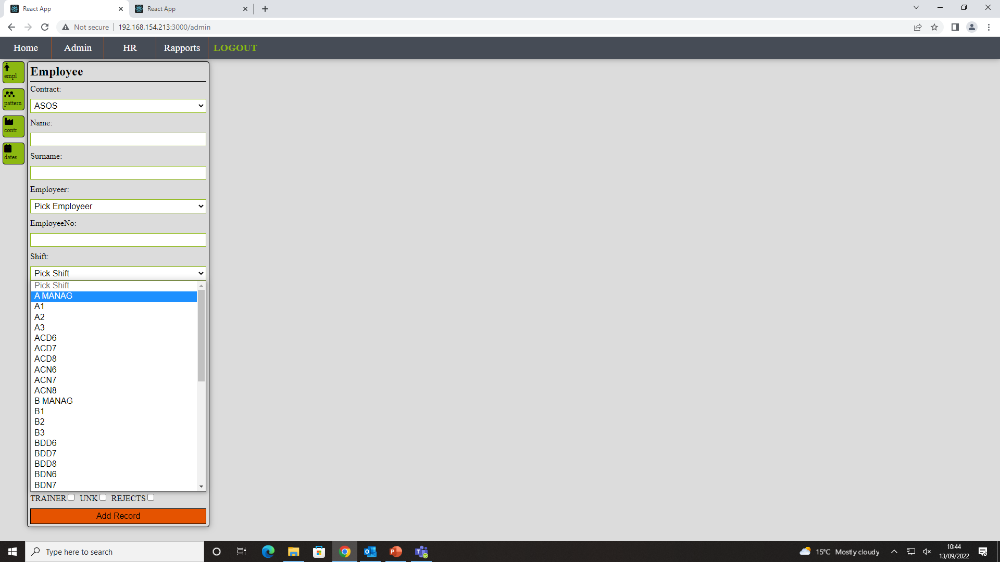 React App
React App
Not secure
192.168.154.213:3000/admin
Home
Admin
HR
Rapports
LOGOUT
empl
pattern
contr
dates
Employee
Contract:
ASOS
Name:
Surname:
Employeer:
Pick Employeer
EmployeeNo:
Shift:
Pick Shift
Pick Shift
A MANAG
A1
A2
A3
ACD6
ACD7
ACD8
ACN6
ACN7
ACN8
B MANAG
B1
B2
B3
BDD6
BDD7
BDD8
BDN6
BDN7
TRAINER UNK REJECTS
Add Record
Type here to search
15°C Mostly cloudy
10:44
13/09/2022